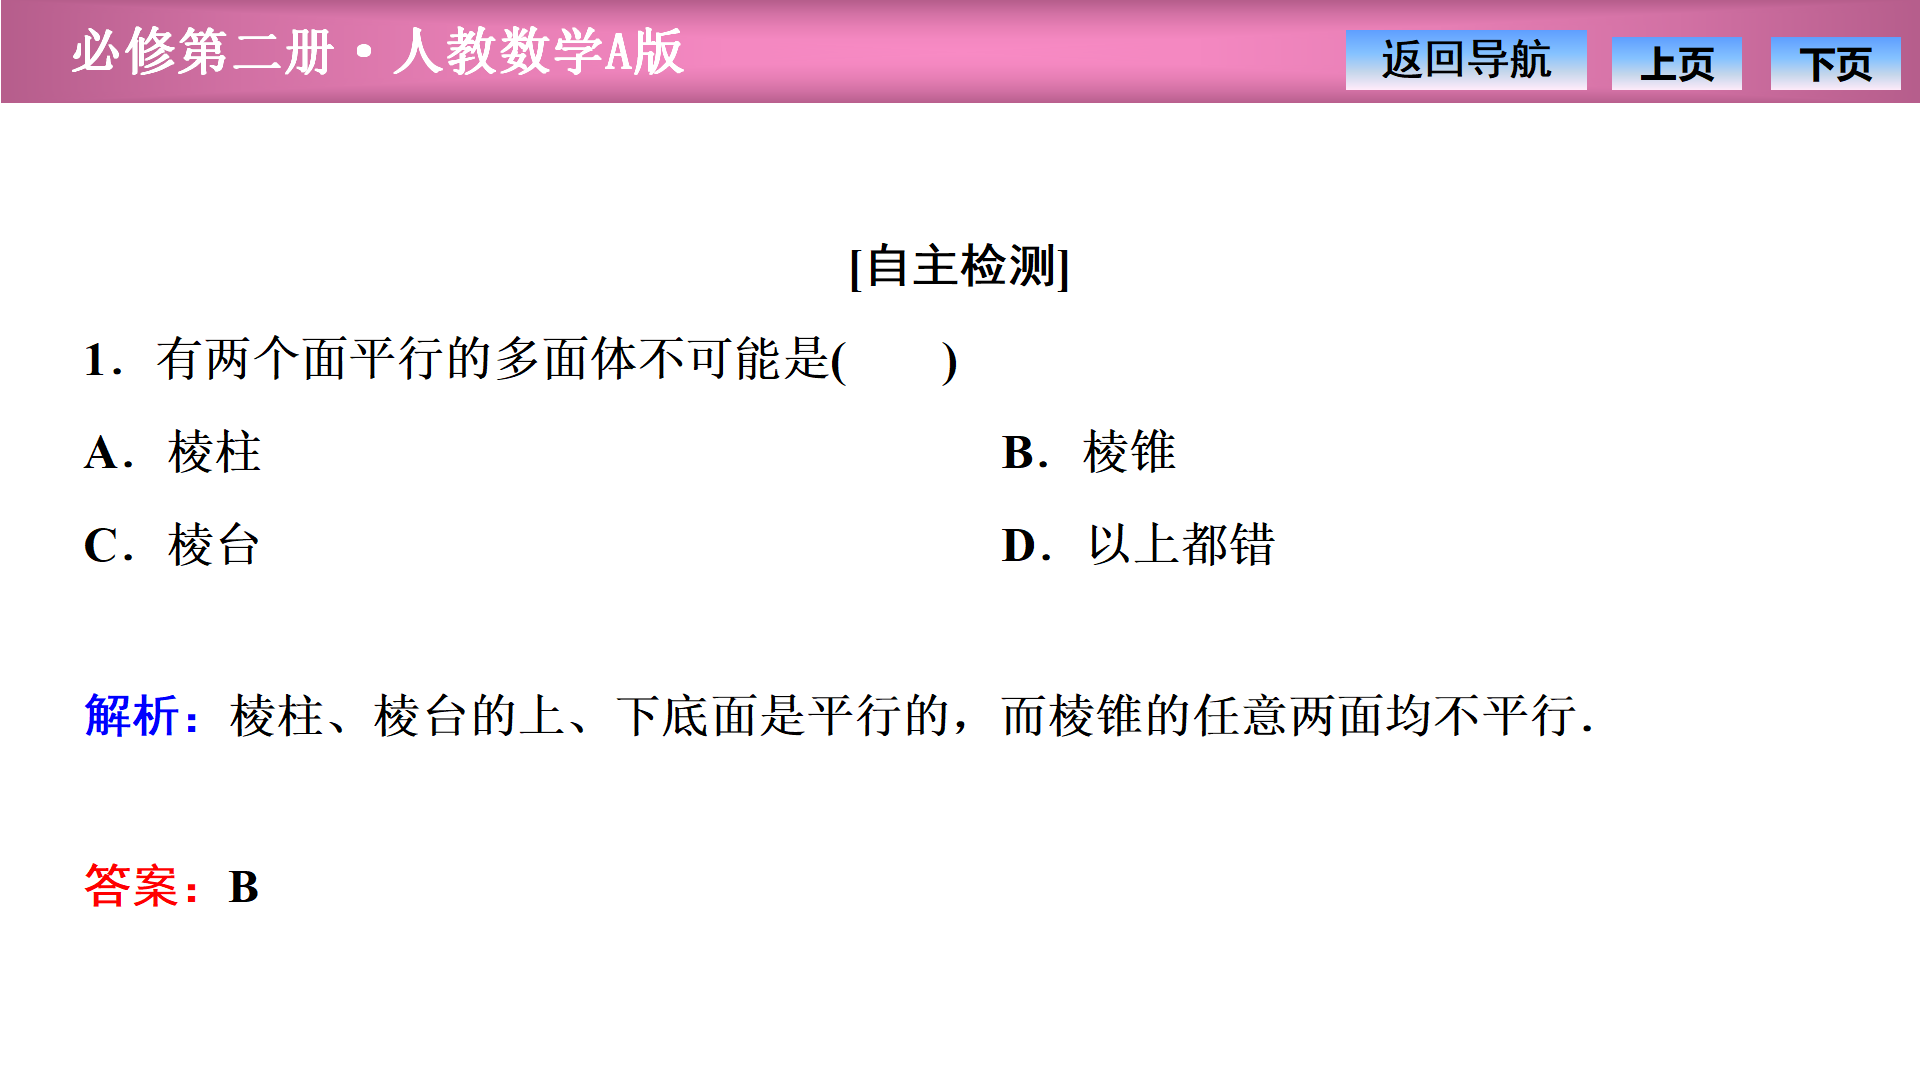 必修第二册·人教数学A版
返回导航 上页 下页
[自主检测]
1．有两个面平行的多面体不可能是(　　)
A．棱柱　B．棱锥
C．棱台　D．以上都错
解析：棱柱、棱台的上、下底面是平行的，而棱锥的任意两面均不平行．
答案：B